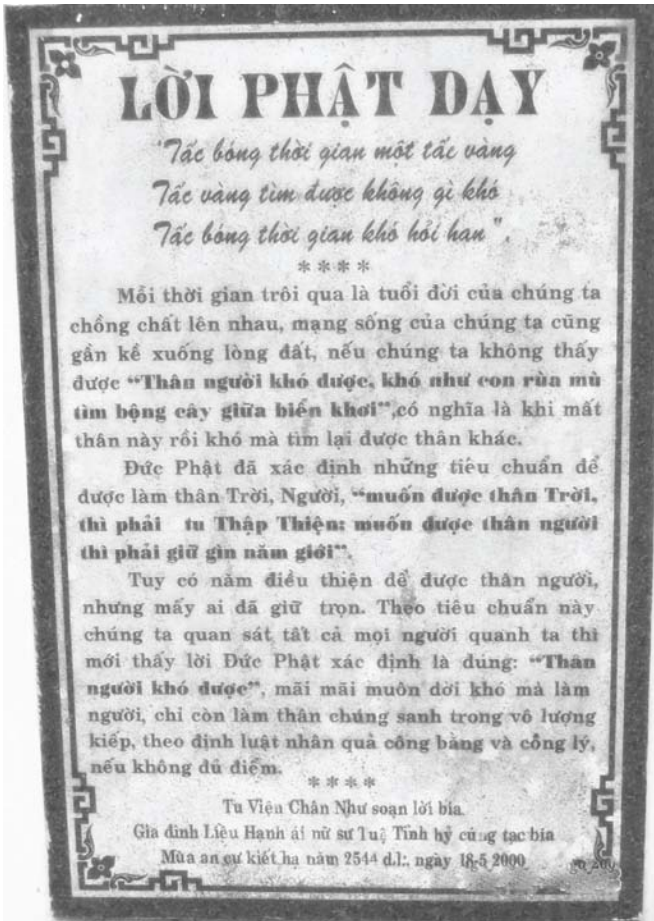 LỜI PHẬT DẠY
"Tấc bóng thời gian một tấc vàng
Tấc vàng tìm được không gì khó
Tấc bóng thời gian khó hỏi han".
****
Mỗi thời gian trôi qua là tuổi đời của chúng ta
chồng chất lên nhau, mạng sống của chúng ta cũng
gần kề xuống lòng đất, nếu chúng ta không thấy
được “Thân người khó được, khó như con rùa mù
tìm bộng cây giữa biển khơi”,có nghĩa là khi mất
thân này rồi khó mà tìm lại được thân khác.
Đức Phật đã xác định những tiêu chuẩn để
được làm thân Trời, Người, “muốn được thân Trời,
thì phải tu Thập Thiện; muốn được thân người
thì phải giữ gìn năm giới”.
Tuy có năm điều thiện để được thân người,
nhưng mấy ai đã giữ trọn. Theo tiêu chuẩn này
chúng ta quan sát tất cả mọi người quanh ta thì
mới thấy lời Đức Phật xác định là đúng: “Thân
người khó được”, mãi mãi muôn đời khó mà làm
người, chỉ còn làm thân chúng sanh trong vô lượng
kiếp, theo định luật nhân quả công bằng và công lý,
nếu không đủ điểm.
****
Tu Viện Chân Như soạn lời bia.
Gia đình Liễu Hạnh ái nữ sư Tuệ Tĩnh hỷ cúng tạc bia
Mùa an cư kiết hạ năm 2544 d.l:, ngày 18-5 2000